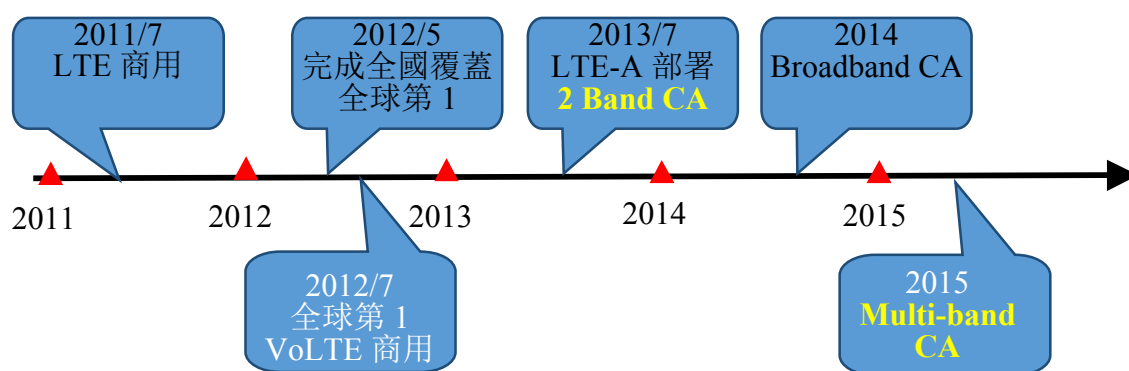 2011/7
LTE 商用
2012/5
完成全國覆蓋
全球第 1
2013/7
LTE-A 部署
2 Band CA
2014
Broadband CA
2011
2012
2013
2014
2015
2012/7
全球第 1
VoLTE 商用
2015
Multi-band
CA